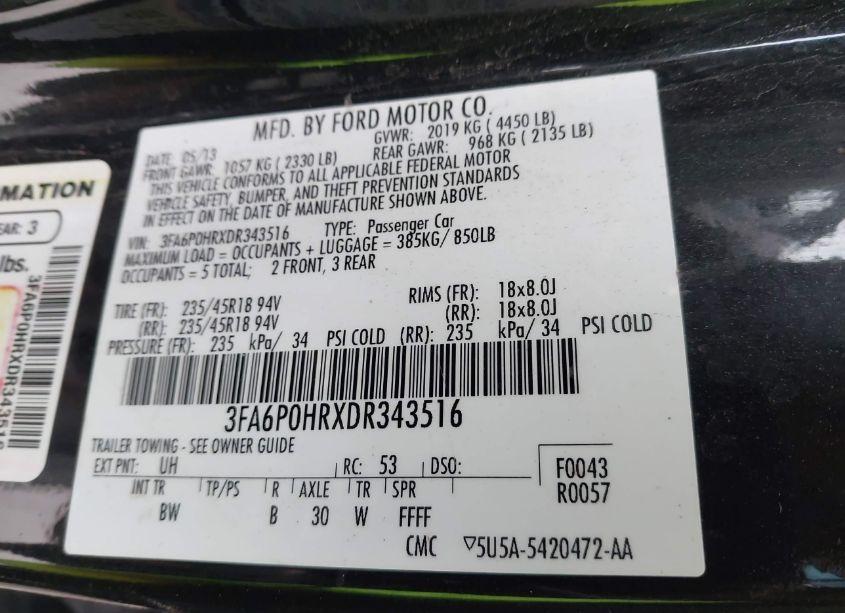 MFD. BY FORD MOTOR CO.
DATE: 05/13 GVWR: 2019 KG ( 4450 LB)
FRONT GAWR: 1057 KG ( 2330 LB) REAR GAWR: 968 KG ( 2135 LB)
THIS VEHICLE CONFORMS TO ALL APPLICABLE FEDERAL MOTOR
VEHICLE SAFETY, BUMPER, AND THEFT PREVENTION STANDARDS
IN EFFECT ON THE DATE OF MANUFACTURE SHOWN ABOVE.
VIN: 3FA6P0HRXDR343516 TYPE: Passenger Car
MAXIMUM LOAD = OCCUPANTS + LUGGAGE = 385KG/ 850LB
OCCUPANTS = 5 TOTAL; 2 FRONT, 3 REAR
TIRE (FR): 235/45R18 94V RIMS (FR): 18x8.0J
(RR): 235/45R18 94V (RR): 18x8.0J
PRESSURE (FR): 235 kPa/ 34 PSI COLD (RR): 235 kPa/ 34 PSI COLD
3FA6P0HRXDR343516
TRAILER TOWING - SEE OWNER GUIDE
EXT PNT: UH RC: 53 DSO: F0043
R0057
INT TR TP/PS R AXLE TR SPR
BW B 30 W FFFF
CMC ▽5U5A-5420472-AA
MATION
EAR: 3
lbs.
3FA6P0HRXDR343516